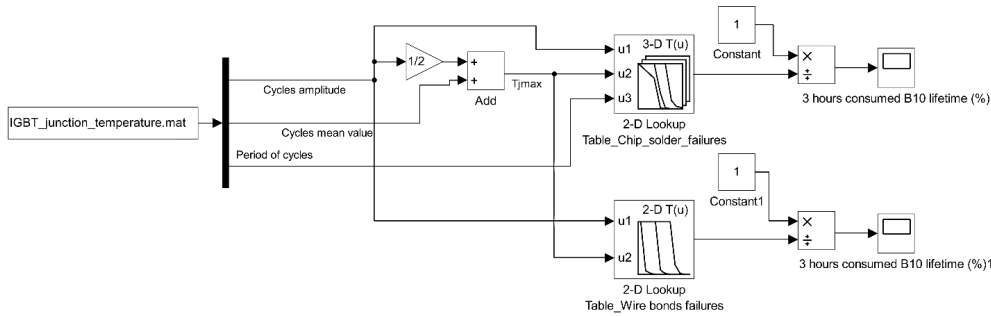 IGBT_junction_temperature.mat
Cycles amplitude
Cycles mean value
Period of cycles
1/2
+
+
Add
Tjmax
3-D T(u)
u1
u2
u3
2-D Lookup
Table_Chip_solder_failures
1
Constant
×
÷
3 hours consumed B10 lifetime (%)
2-D T(u)
u1
u2
2-D Lookup
Table_Wire bonds failures
1
Constant1
×
÷
3 hours consumed B10 lifetime (%)1